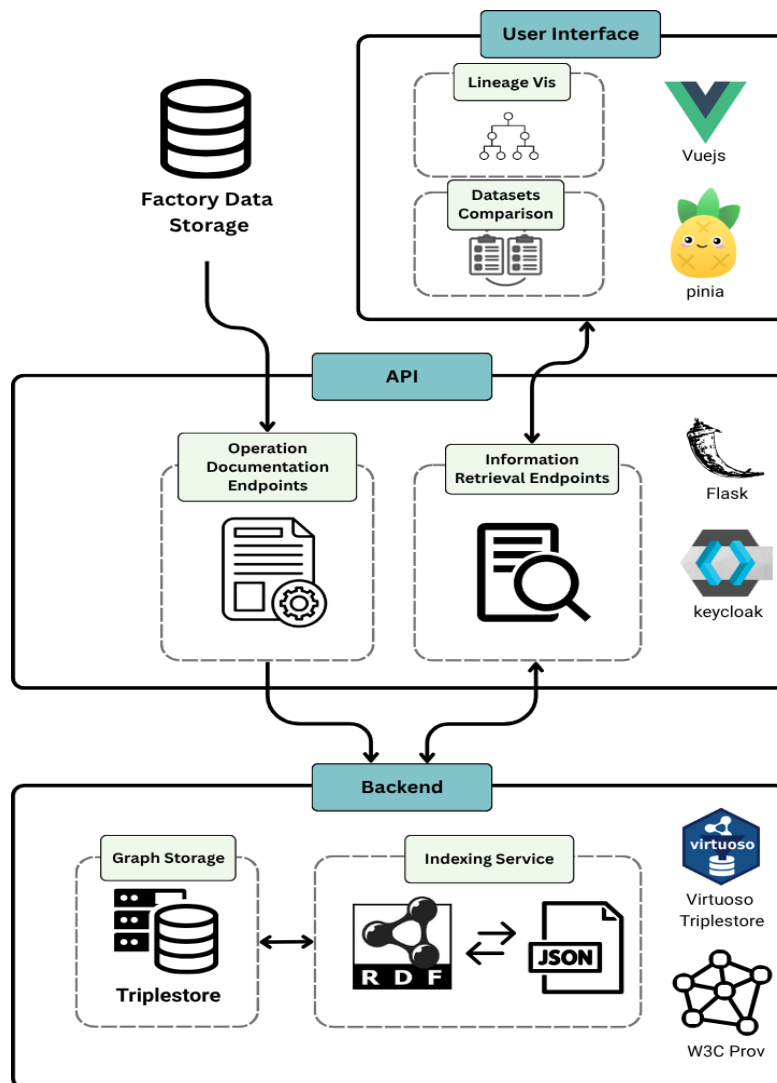 User Interface
Lineage Vis
Vuejs
Datasets
Comparison
pinia
Factory Data
Storage
API
Operation
Documentation
Endpoints
Information
Retrieval Endpoints
Flask
keycloak
Backend
Graph Storage
Triplestore
Indexing Service
RDF
JSON
virtuoso
Virtuoso
Triplestore
W3C Prov